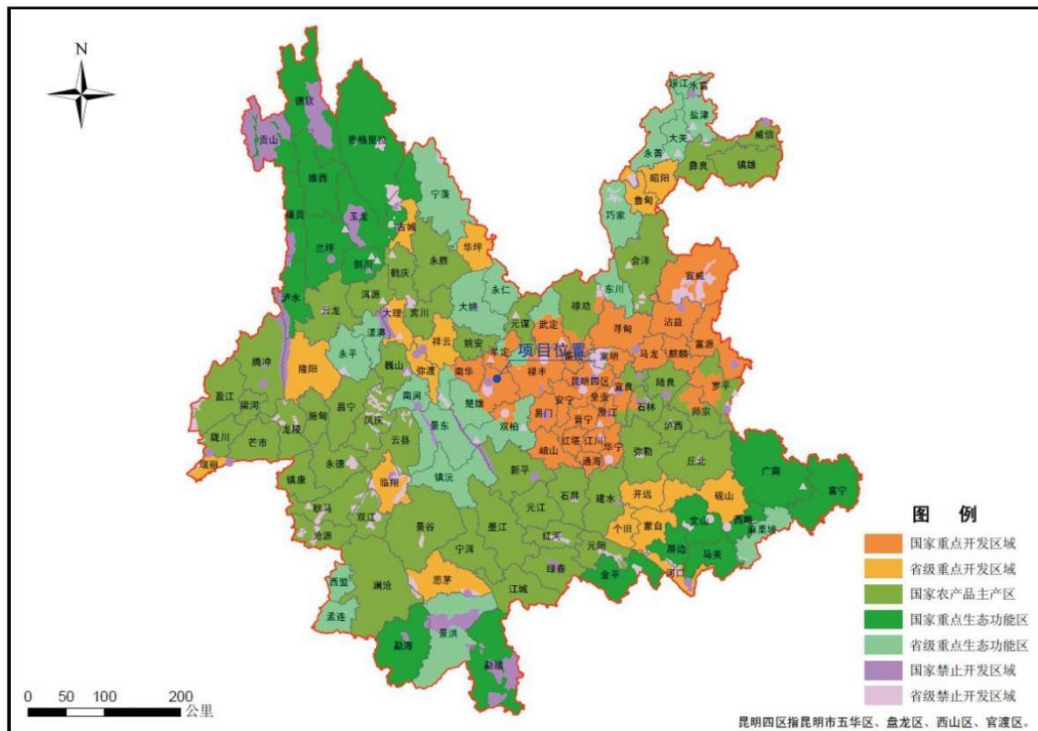 N
德钦
贡山
香格里拉
维西
福贡
玉龙
兰坪
剑川
宁蒗
古城
华坪
永胜
鹤庆
泸水
云龙
洱源
大理
宾川
漾濞
永平
祥云
巍山
弥渡
南涧
大姚
永仁
姚安
元谋
牟定
南华
楚雄
双柏
武定
禄劝
禄丰
项目位置
富民
嵩明
昆明四区
呈贡
安宁
晋宁
澄江
宜良
易门
峨山
红塔
江川
通海
华宁
绥江
水富
盐津
大关
永善
威信
镇雄
彝良
昭阳
鲁甸
巧家
会泽
东川
宣威
寻甸
沾益
马龙
麒麟
富源
陆良
罗平
师宗
石林
泸西
弥勒
丘北
腾冲
隆阳
盈江
梁河
陇川
芒市
瑞丽
龙陵
施甸
昌宁
凤庆
云县
永德
镇康
临翔
耿马
双江
沧源
景东
镇沅
新平
元江
石屏
建水
景谷
墨江
宁洱
红河
元阳
绿春
江城
思茅
澜沧
西盟
孟连
勐海
景洪
勐腊
开远
个旧
蒙自
砚山
文山
西畴
麻栗坡
马关
屏边
河口
金平
广南
富宁
图 例
国家重点开发区域
省级重点开发区域
国家农产品主产区
国家重点生态功能区
省级重点生态功能区
国家禁止开发区域
省级禁止开发区域
0 50 100 200
公里
昆明四区指昆明市五华区、盘龙区、西山区、官渡区。